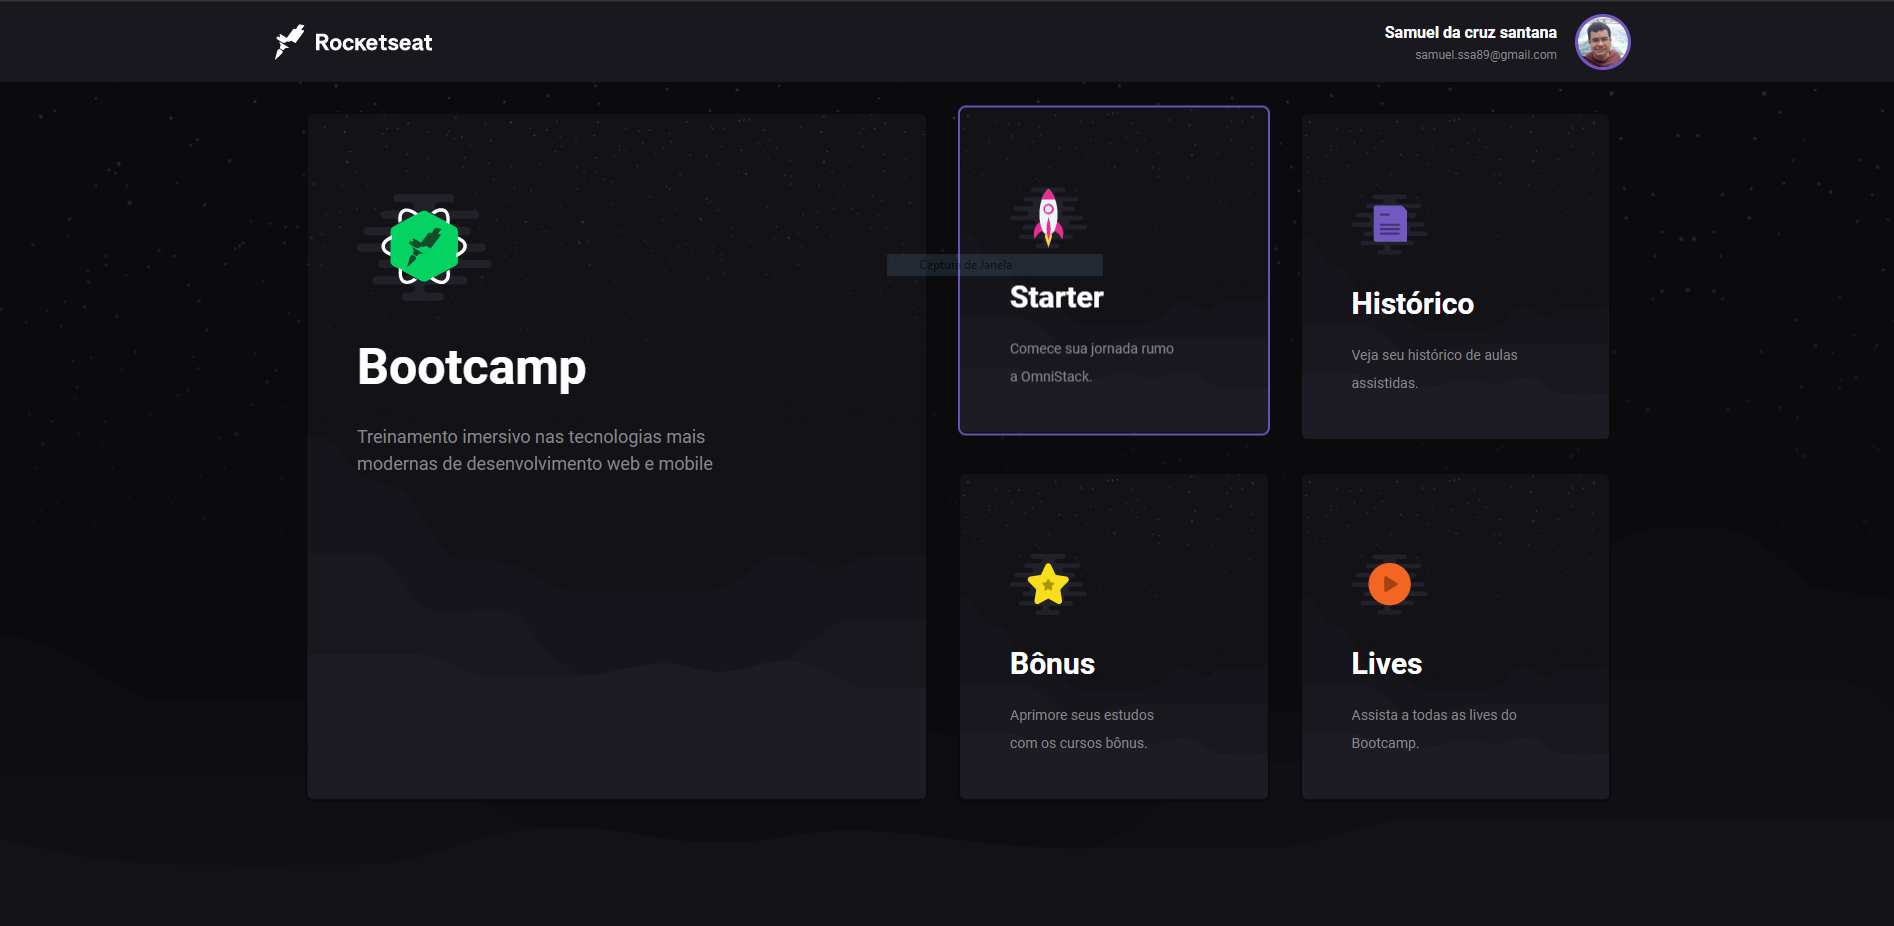 Rocketseat
Samuel da cruz santana
samuel.ssa89@gmail.com
Bootcamp
Treinamento imersivo nas tecnologias mais
modernas de desenvolvimento web e mobile
Captura de Janela
Starter
Comece sua jornada rumo
a OmniStack.
Histórico
Veja seu histórico de aulas
assistidas.
Bônus
Aprimore seus estudos
com os cursos bônus.
Lives
Assista a todas as lives do
Bootcamp.